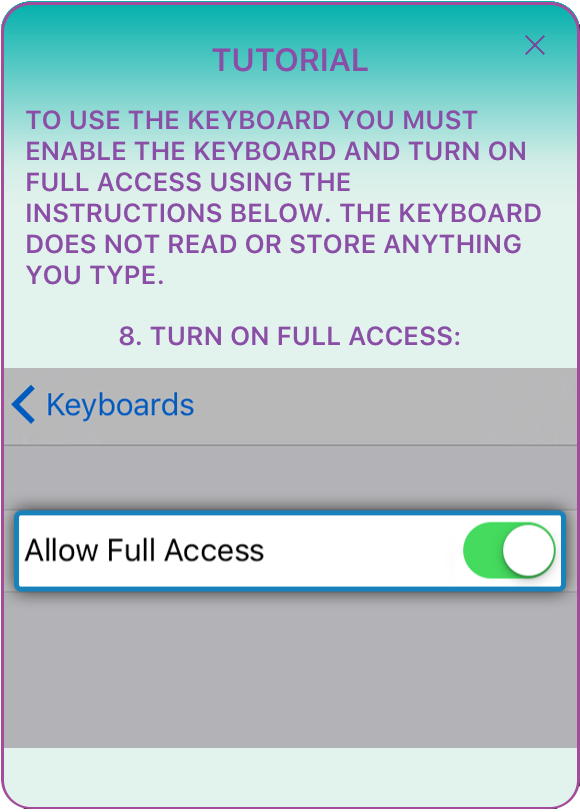 TUTORIAL
TO USE THE KEYBOARD YOU MUST
ENABLE THE KEYBOARD AND TURN ON
FULL ACCESS USING THE
INSTRUCTIONS BELOW. THE KEYBOARD
DOES NOT READ OR STORE ANYTHING
YOU TYPE.
8. TURN ON FULL ACCESS:
Keyboards
Allow Full Access